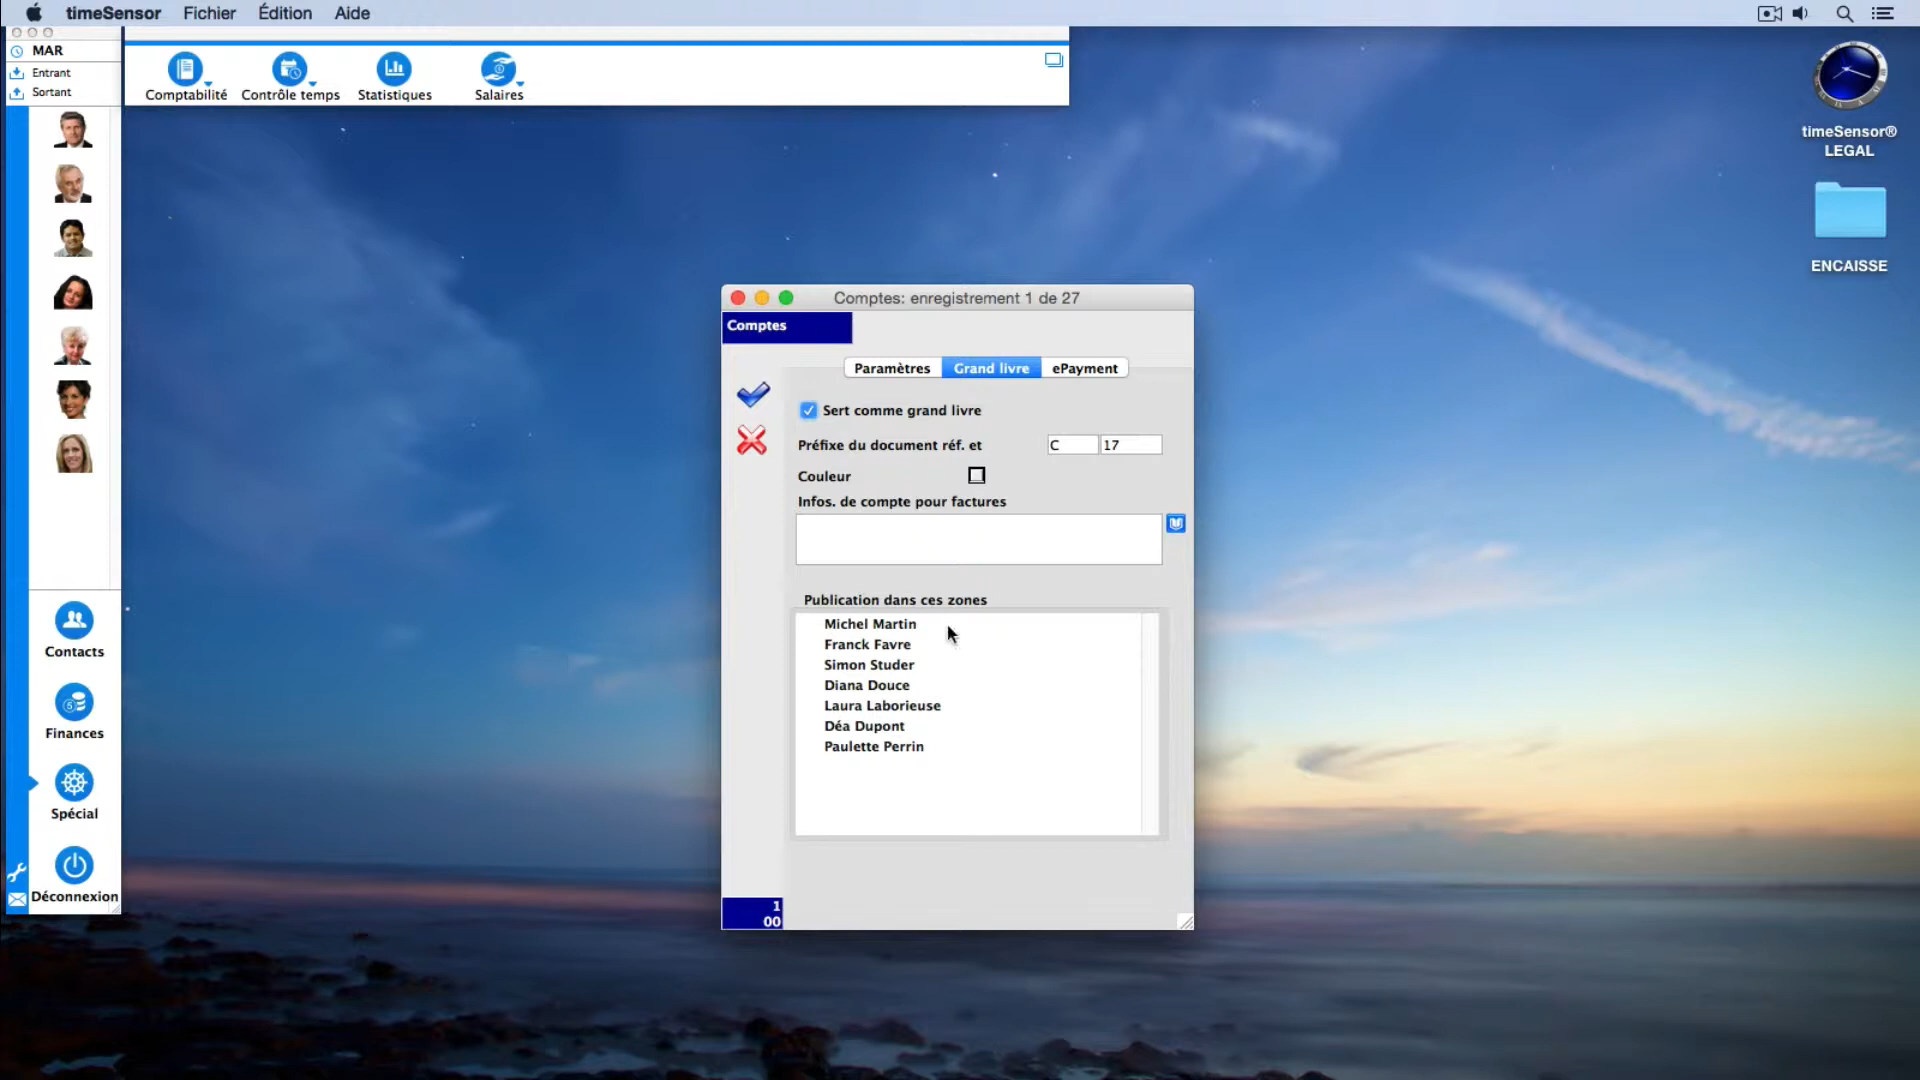 timeSensor Fichier Édition Aide
MAR
Entrant
Sortant
Comptabilité Contrôle temps Statistiques Salaires
timeSensor®
LEGAL
ENCAISSE
Comptes: enregistrement 1 de 27
Comptes
Paramètres Grand livre ePayment
Sert comme grand livre
Préfixe du document réf. et C 17
Couleur
Infos. de compte pour factures
Publication dans ces zones
Michel Martin
Franck Favre
Simon Studer
Diana Douce
Laura Laborieuse
Déa Dupont
Paulette Perrin
1
00
Contacts
Finances
Spécial
Déconnexion